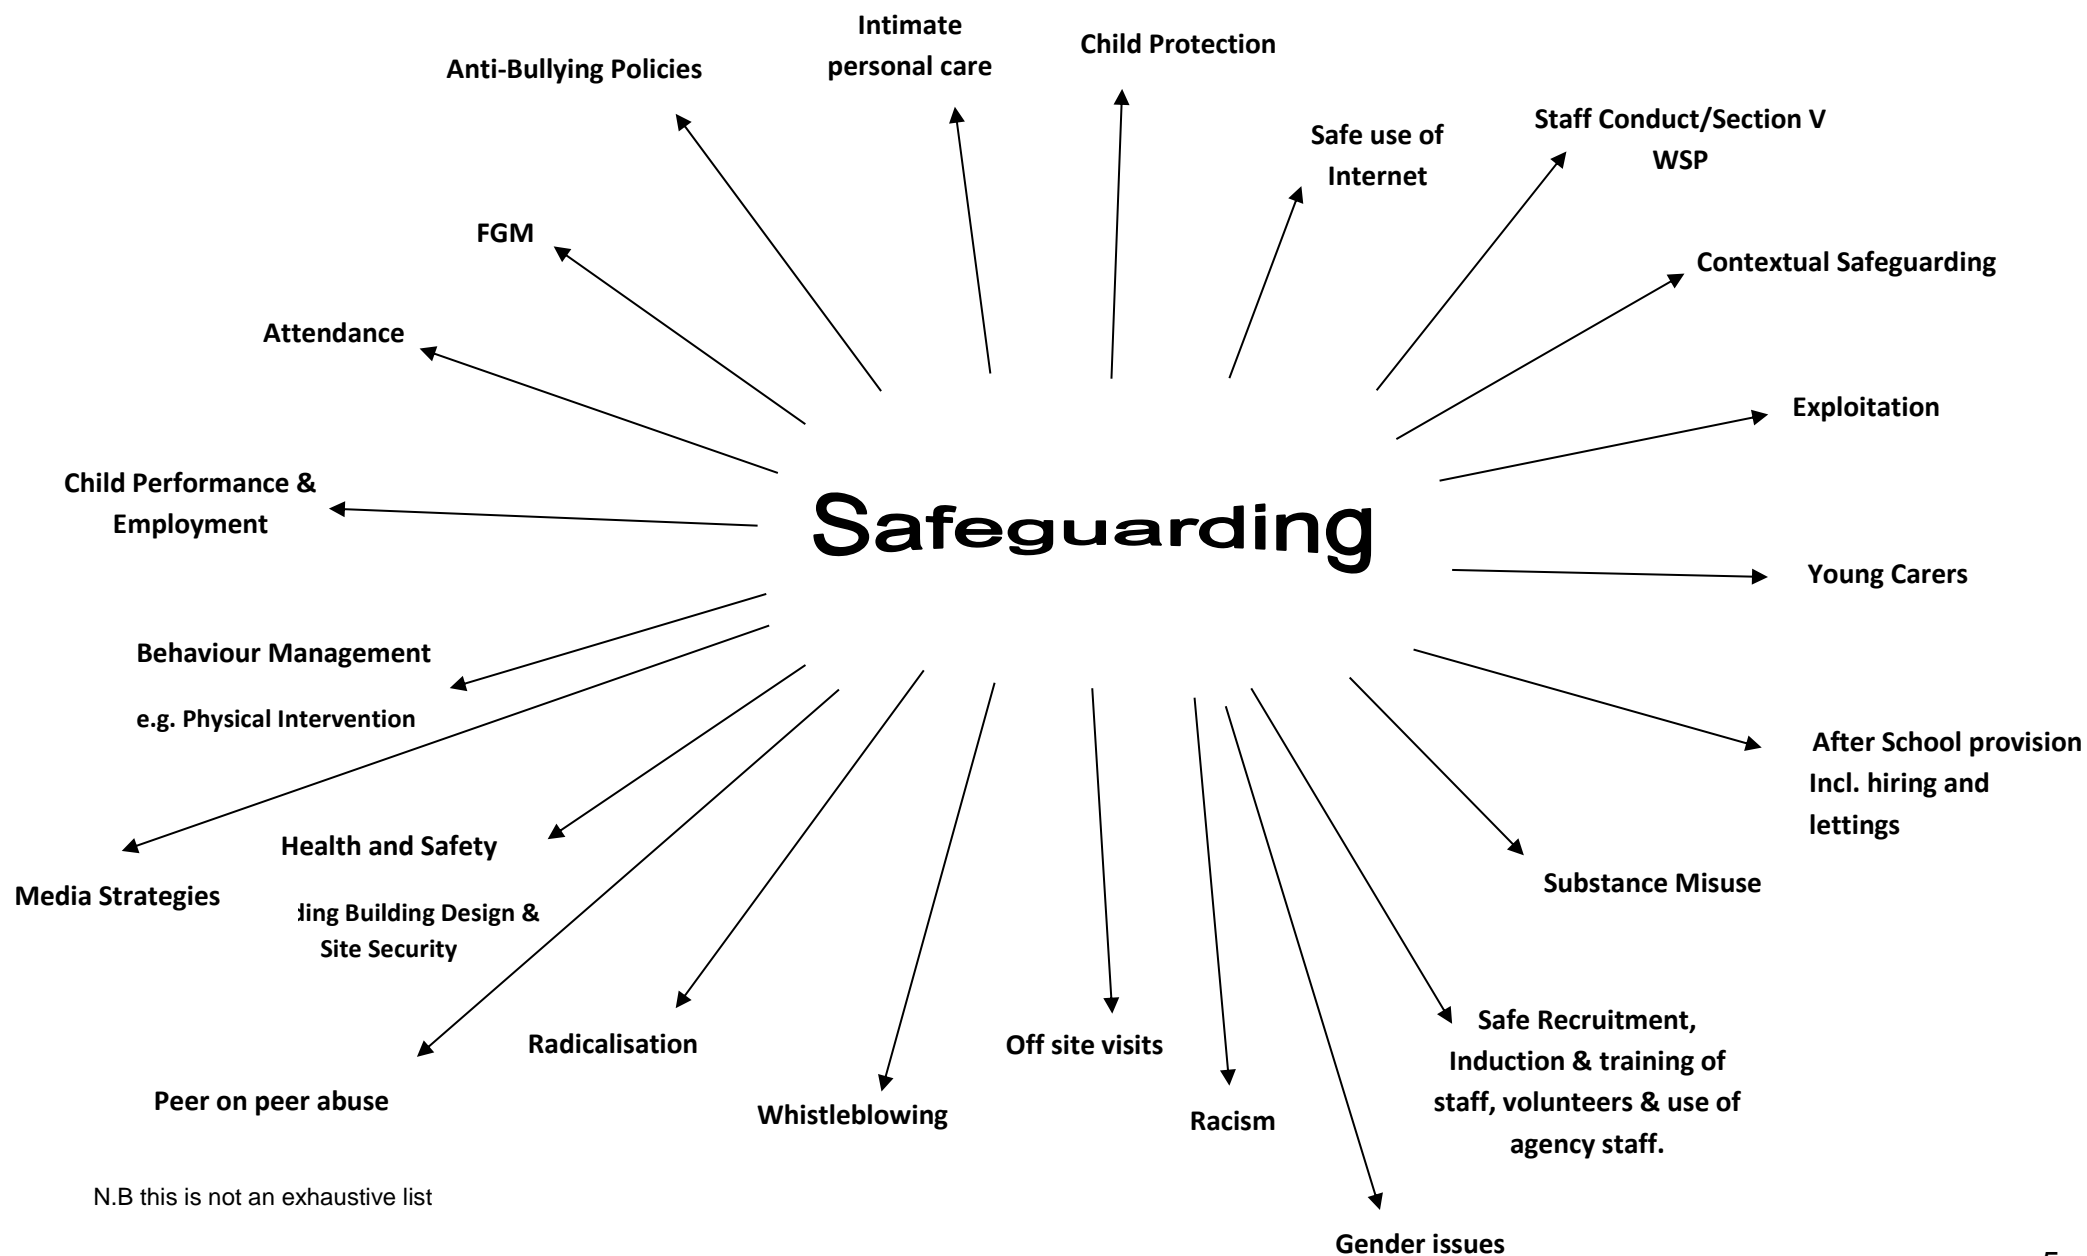 Intimate
personal care
Child Protection
Anti-Bullying Policies
Safe use of
Internet
Staff Conduct/Section V
WSP
FGM
Contextual Safeguarding
Attendance
Exploitation
Child Performance &
Employment
Safeguarding
Young Carers
Behaviour Management
e.g. Physical Intervention
After School provision
Incl. hiring and
lettings
Health and Safety
Building Design &
Site Security
Media Strategies
Substance Misuse
Radicalisation
Off site visits
Safe Recruitment,
Induction & training of
staff, volunteers & use of
agency staff.
Peer on peer abuse
Whistleblowing
Racism
N.B this is not an exhaustive list
Gender issues